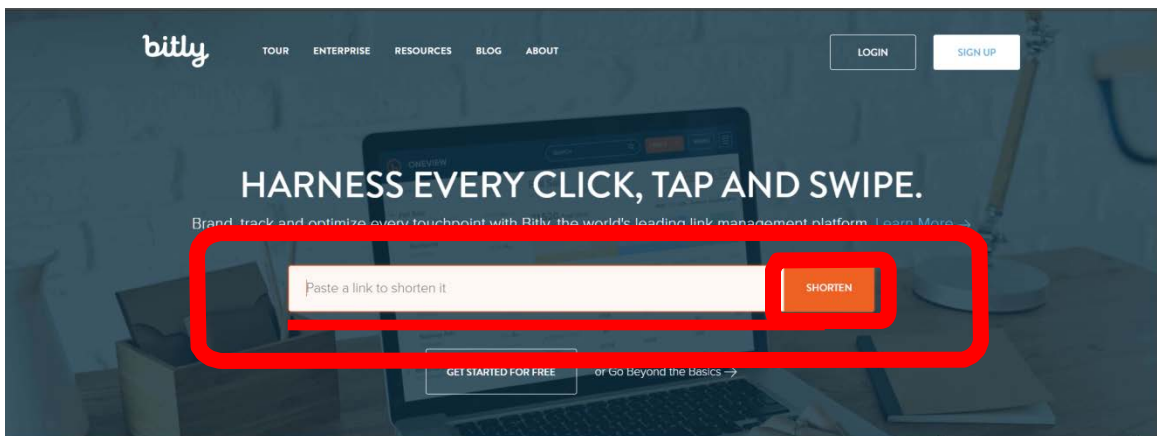 bitly
TOUR ENTERPRISE RESOURCES BLOG ABOUT
LOGIN SIGN UP
ONEVIEW
HARNESS EVERY CLICK, TAP AND SWIPE.
Brand, track and optimize every touchpoint with Bitly, the world's leading link management platform. Learn More →
Paste a link to shorten it
SHORTEN
GET STARTED FOR FREE or Go Beyond the Basics →